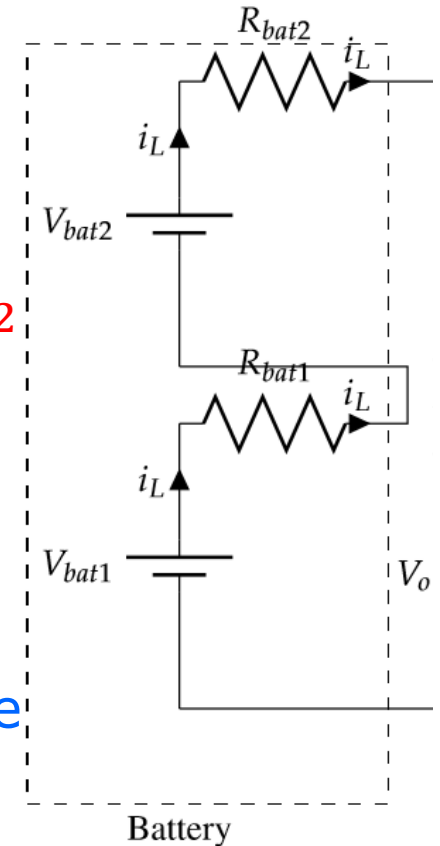 R_bat2
i_L
i_L
V_bat2
2
R_bat1
i_L
i_L
V_bat1
V_o
e
Battery